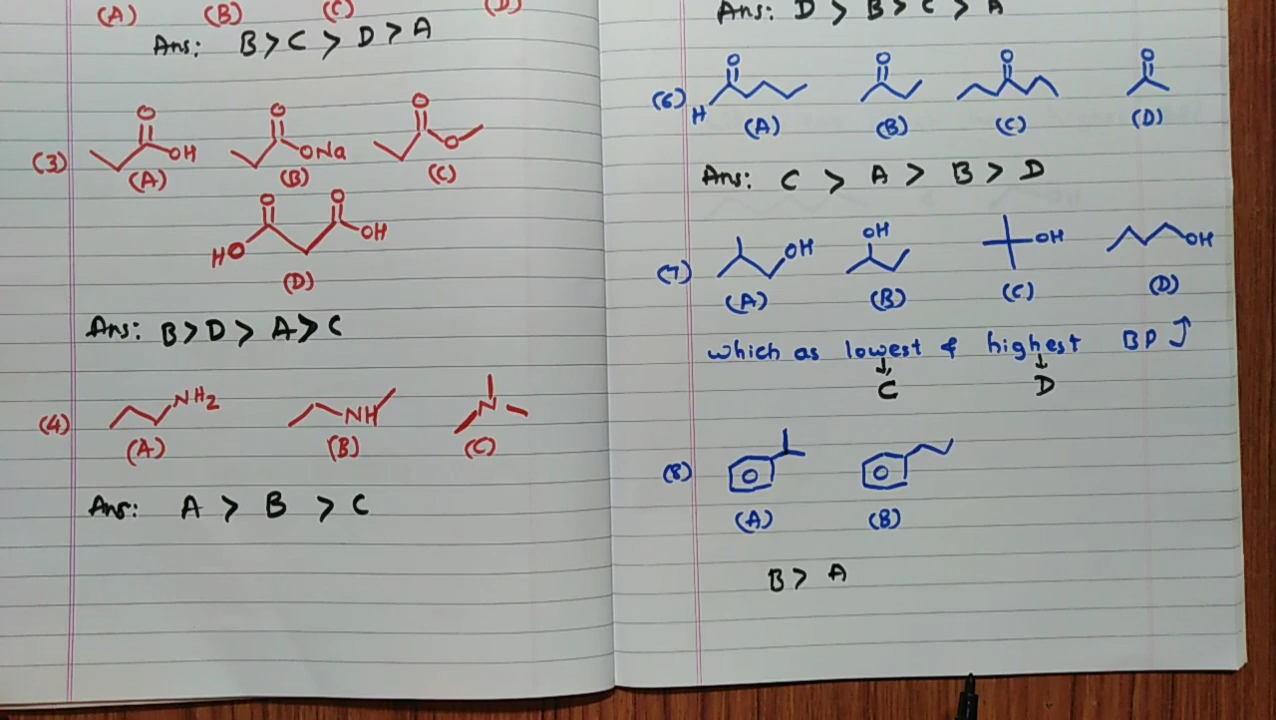 (A) (B) (C) (D)
Ans: B > C > D > A
(3)
O
OH
(A)
O
ONa
(B)
O
O
(C)
O O
HO OH
(D)
Ans: B > D > A > C
(4)
NH2
(A)
NH
(B)
N
(C)
Ans: A > B > C
Ans: D > B > C > A
(6)
O
H
(A)
O
(B)
O
(C)
O
(D)
Ans: C > A > B > D
(7)
OH
(A)
OH
(B)
OH
(C)
OH
(D)
which as lowest & highest BP ↑
↓ ↓
C D
(8)
(A) (B)
B > A